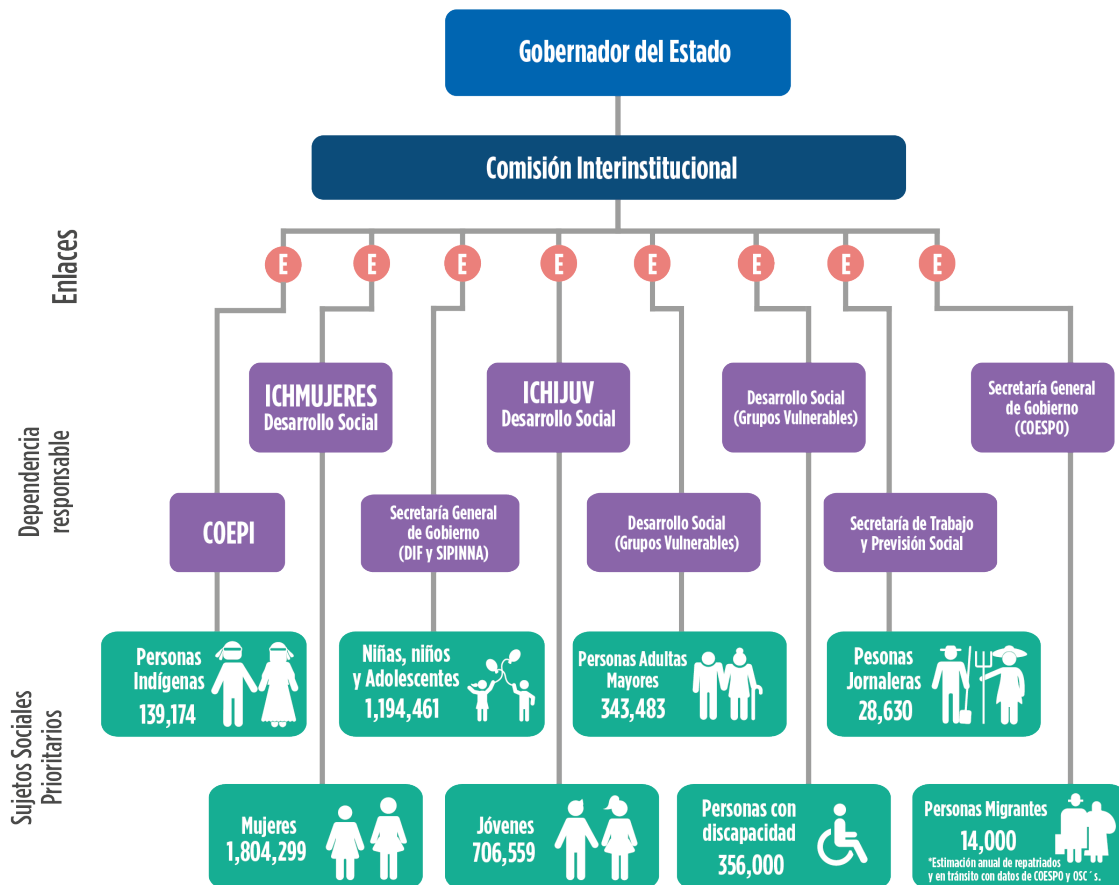 Gobernador del Estado
Comisión Interinstitucional
Enlaces
E
E
E
E
E
E
E
E
Dependencia
responsable
ICHMUJERES
Desarrollo Social
ICHIJUV
Desarrollo Social
Desarrollo Social
(Grupos Vulnerables)
Secretaría General
de Gobierno
(COESPO)
COEPI
Secretaría General
de Gobierno
(DIF y SIPINNA)
Desarrollo Social
(Grupos Vulnerables)
Secretaría de Trabajo
y Previsión Social
Sujetos Sociales
Prioritarios
Personas
Indígenas
139,174
Niñas, niños
y Adolescentes
1,194,461
Personas Adultas
Mayores
343,483
Pesonas
Jornaleras
28,630
Mujeres
1,804,299
Jóvenes
706,559
Personas con
discapacidad
356,000
Personas Migrantes
14,000
*Estimación anual de repatriados
y en tránsito con datos de COESPO y OSC´s.